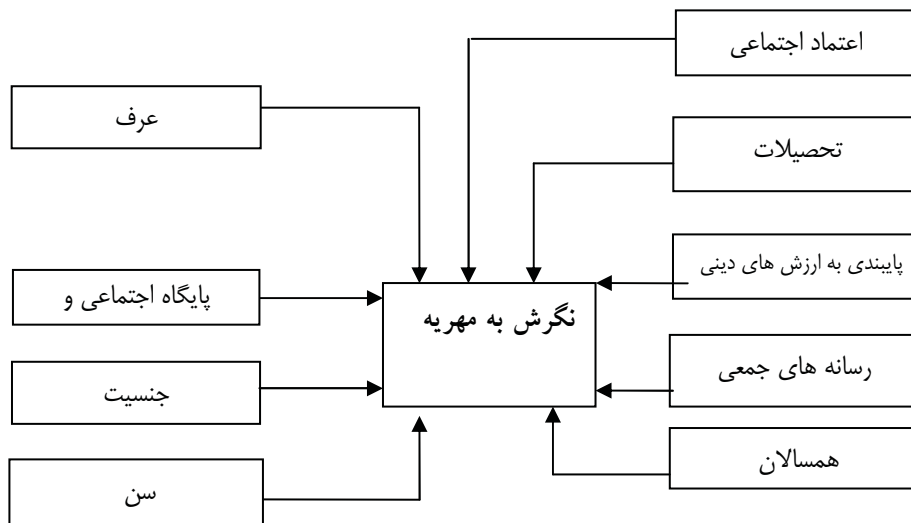 اعتماد اجتماعی
عرف
تحصیلات
پایبندی به ارزش های دینی
پایگاه اجتماعی و
نگرش به مهریه
رسانه های جمعی
جنسیت
همسالان
سن